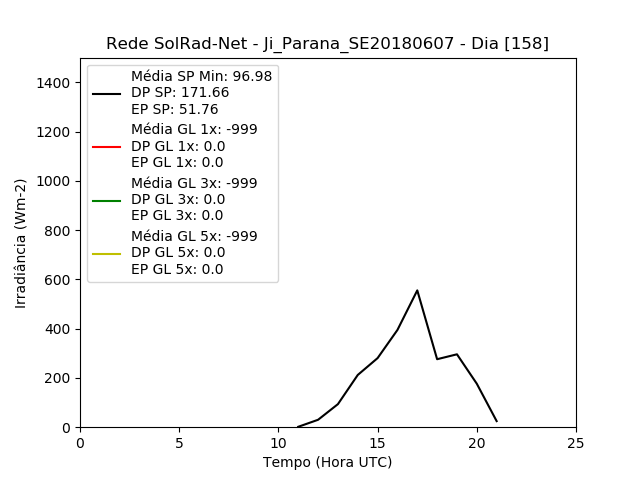 Rede SolRad-Net - Ji_Parana_SE20180607 - Dia [158]
Média SP Min: 96.98
DP SP: 171.66
EP SP: 51.76
Média GL 1x: -999
DP GL 1x: 0.0
EP GL 1x: 0.0
Média GL 3x: -999
DP GL 3x: 0.0
EP GL 3x: 0.0
Média GL 5x: -999
DP GL 5x: 0.0
EP GL 5x: 0.0
1400
1200
1000
800
600
400
200
0
Irradiância (Wm-2)
0 5 10 15 20 25
Tempo (Hora UTC)